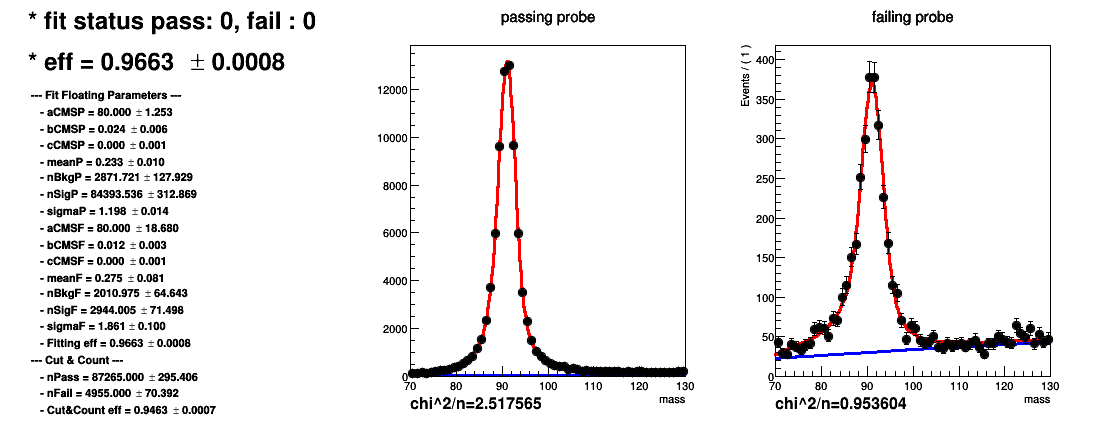 * fit status pass: 0, fail : 0
* eff = 0.9663 ± 0.0008
--- Fit Floating Parameters ---
- aCMSP = 80.000 ± 1.253
- bCMSP = 0.024 ± 0.006
- cCMSP = 0.000 ± 0.001
- meanP = 0.233 ± 0.010
- nBkgP = 2871.721 ± 127.929
- nSigP = 84393.536 ± 312.869
- sigmaP = 1.198 ± 0.014
- aCMSF = 80.000 ± 18.680
- bCMSF = 0.012 ± 0.003
- cCMSF = 0.000 ± 0.001
- meanF = 0.275 ± 0.081
- nBkgF = 2010.975 ± 64.643
- nSigF = 2944.005 ± 71.498
- sigmaF = 1.861 ± 0.100
- Fitting eff = 0.9663 ± 0.0008
--- Cut & Count ---
- nPass = 87265.000 ± 295.406
- nFail = 4955.000 ± 70.392
- Cut&Count eff = 0.9463 ± 0.0007
passing probe
12000
10000
8000
6000
4000
2000
0
70 80 90 100 110 120 130
mass
chi^2/n=2.517565
failing probe
Events / ( 1 )
400
350
300
250
200
150
100
50
0
70 80 90 100 110 120 130
mass
chi^2/n=0.953604